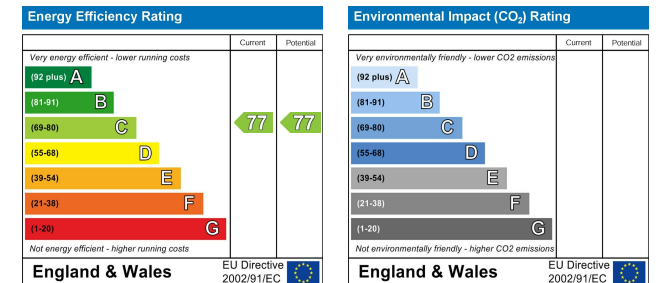 Energy Efficiency Rating
Current Potential
Very energy efficient - lower running costs
(92 plus) A
(81-91) B
(69-80) C
77 77
(55-68) D
(39-54) E
(21-38) F
(1-20) G
Not energy efficient - higher running costs
England & Wales
EU Directive
2002/91/EC
Environmental Impact (CO₂) Rating
Current Potential
Very environmentally friendly - lower CO2 emissions
(92 plus) A
(81-91) B
(69-80) C
(55-68) D
(39-54) E
(21-38) F
(1-20) G
Not environmentally friendly - higher CO2 emissions
England & Wales
EU Directive
2002/91/EC